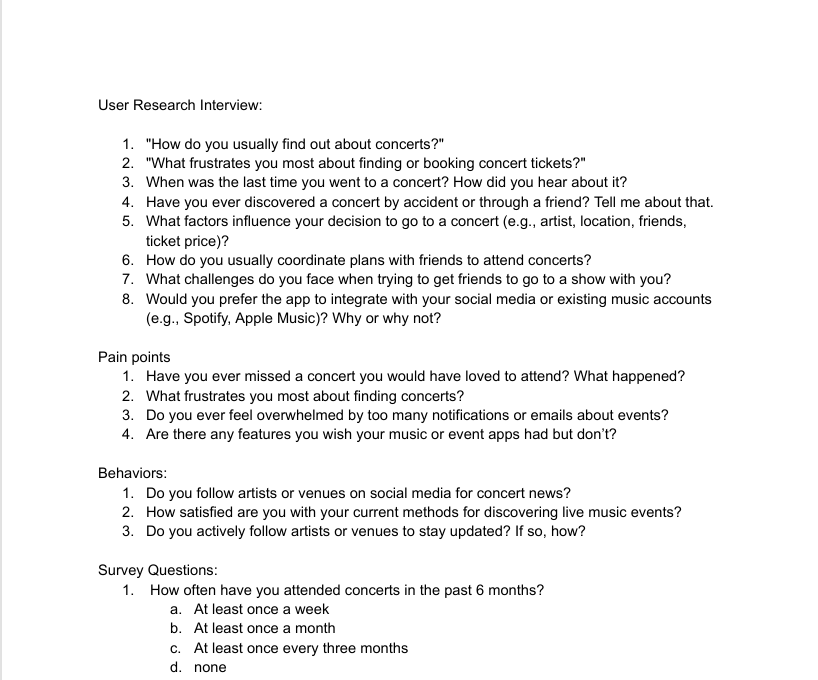 User Research Interview:
1. "How do you usually find out about concerts?"
2. "What frustrates you most about finding or booking concert tickets?"
3. When was the last time you went to a concert? How did you hear about it?
4. Have you ever discovered a concert by accident or through a friend? Tell me about that.
5. What factors influence your decision to go to a concert (e.g., artist, location, friends,
ticket price)?
6. How do you usually coordinate plans with friends to attend concerts?
7. What challenges do you face when trying to get friends to go to a show with you?
8. Would you prefer the app to integrate with your social media or existing music accounts
(e.g., Spotify, Apple Music)? Why or why not?
Pain points
1. Have you ever missed a concert you would have loved to attend? What happened?
2. What frustrates you most about finding concerts?
3. Do you ever feel overwhelmed by too many notifications or emails about events?
4. Are there any features you wish your music or event apps had but don’t?
Behaviors:
1. Do you follow artists or venues on social media for concert news?
2. How satisfied are you with your current methods for discovering live music events?
3. Do you actively follow artists or venues to stay updated? If so, how?
Survey Questions:
1. How often have you attended concerts in the past 6 months?
a. At least once a week
b. At least once a month
c. At least once every three months
d. none